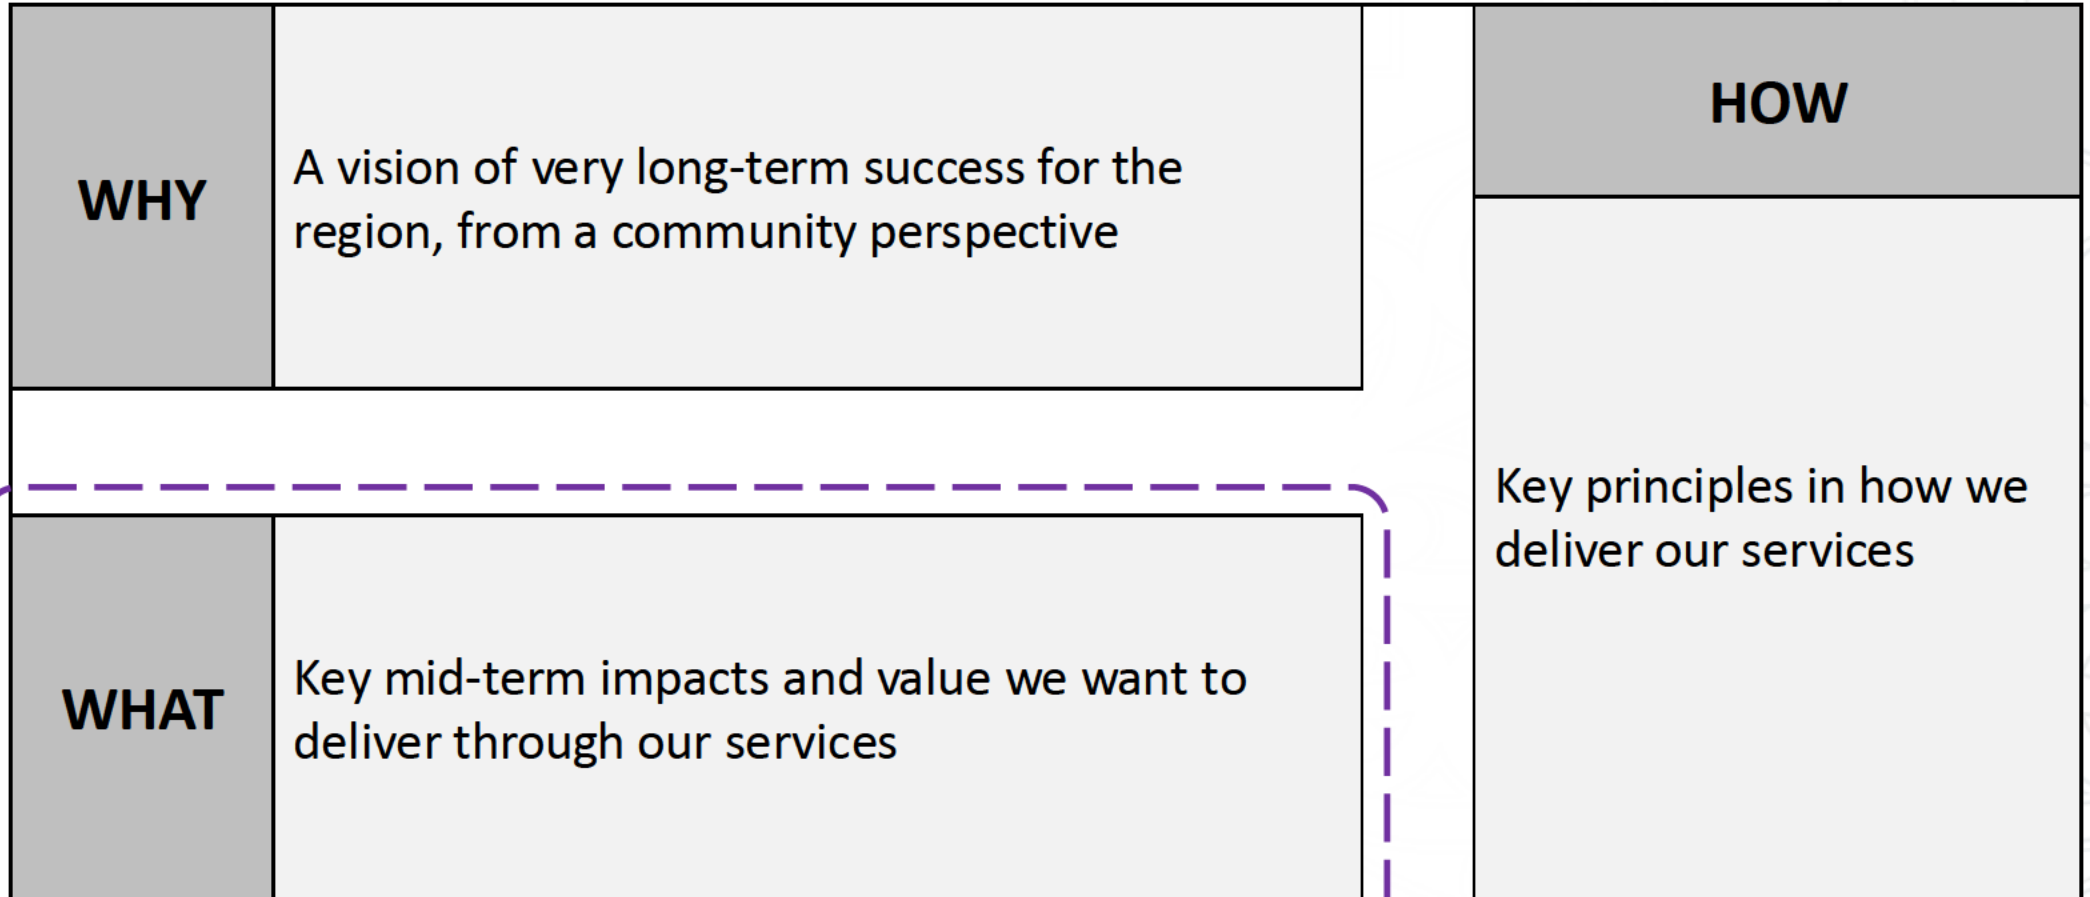 WHY
A vision of very long-term success for the
region, from a community perspective
WHAT
Key mid-term impacts and value we want to
deliver through our services
HOW
Key principles in how we
deliver our services